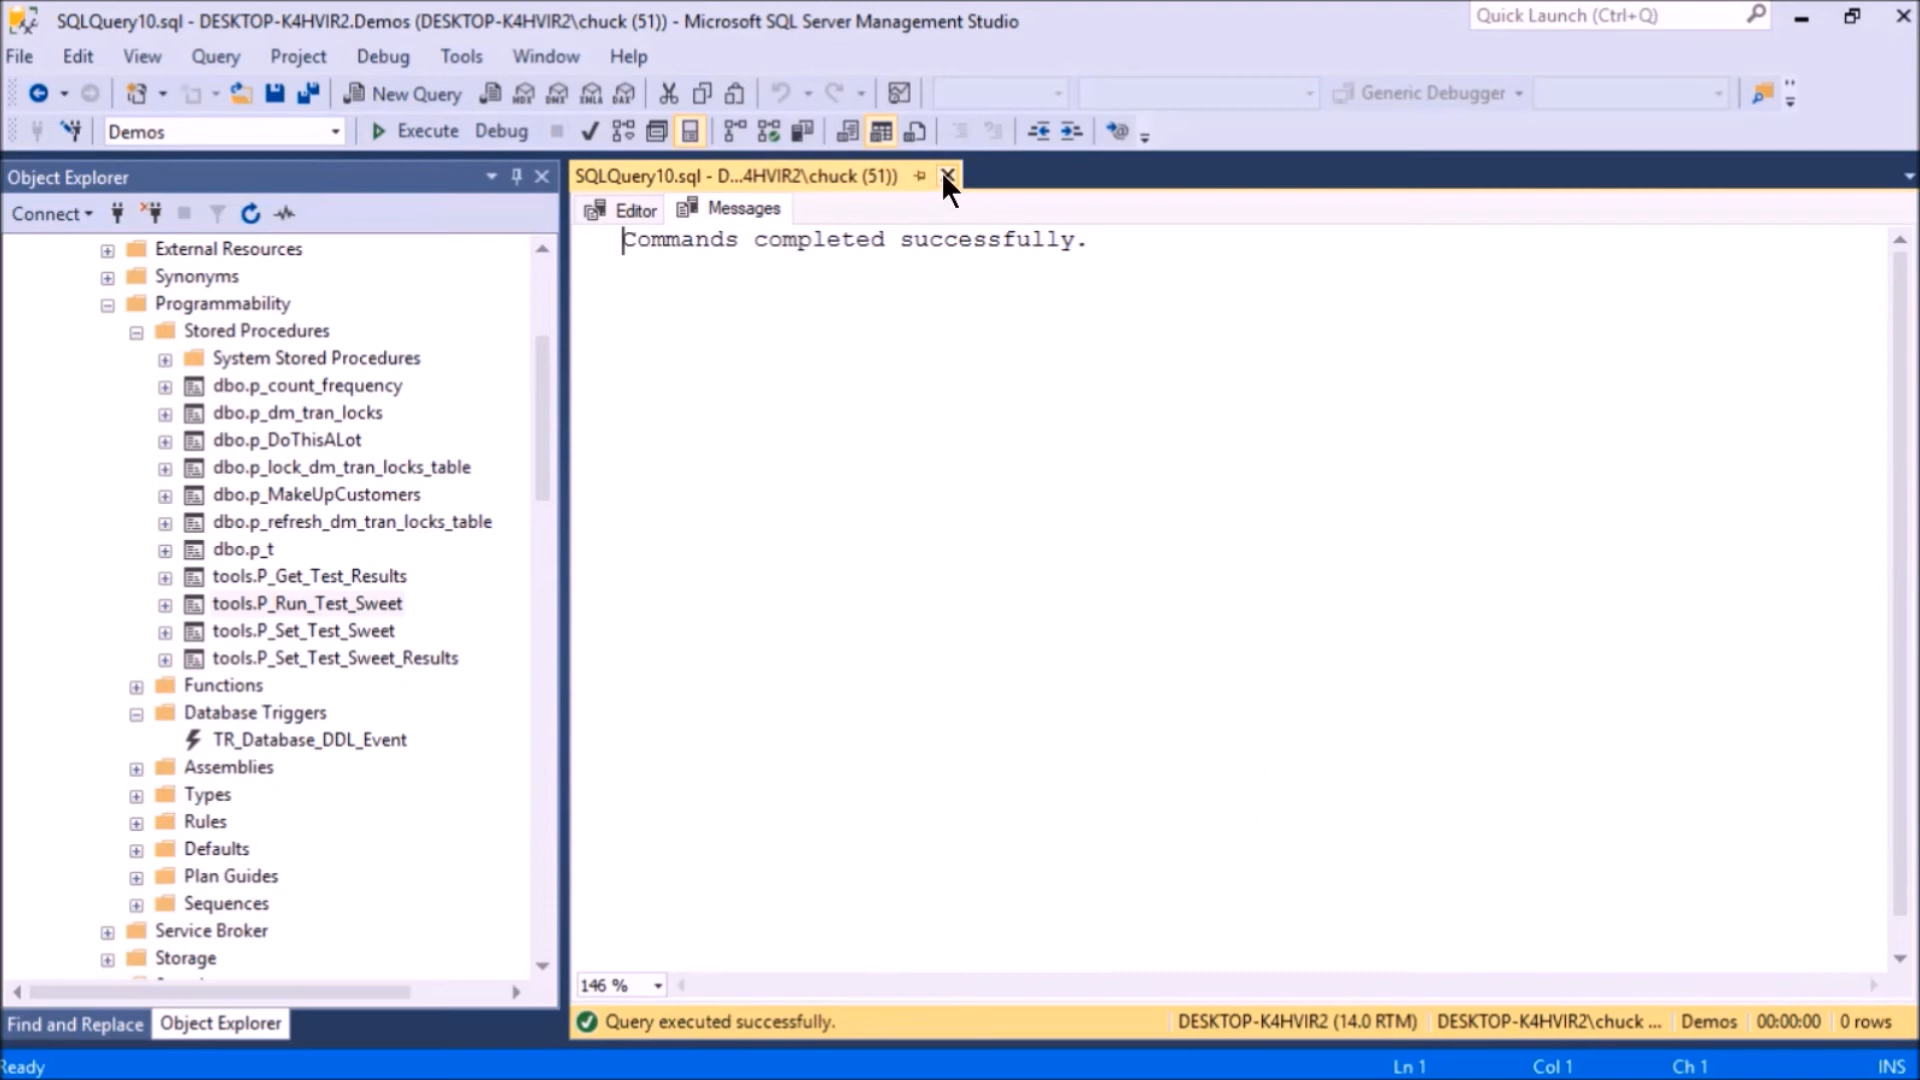 SQLQuery10.sql - DESKTOP-K4HVIR2.Demos (DESKTOP-K4HVIR2\chuck (51)) - Microsoft SQL Server Management Studio
Quick Launch (Ctrl+Q)
File Edit View Query Project Debug Tools Window Help
New Query MDX DMX XMLA DAX Generic Debugger
Demos Execute Debug
Object Explorer
SQLQuery10.sql - D...4HVIR2\chuck (51))
Connect
Editor Messages
Commands completed successfully.
External Resources
Synonyms
Programmability
Stored Procedures
System Stored Procedures
dbo.p_count_frequency
dbo.p_dm_tran_locks
dbo.p_DoThisALot
dbo.p_lock_dm_tran_locks_table
dbo.p_MakeUpCustomers
dbo.p_refresh_dm_tran_locks_table
dbo.p_t
tools.P_Get_Test_Results
tools.P_Run_Test_Sweet
tools.P_Set_Test_Sweet
tools.P_Set_Test_Sweet_Results
Functions
Database Triggers
TR_Database_DDL_Event
Assemblies
Types
Rules
Defaults
Plan Guides
Sequences
Service Broker
Storage
146 %
Find and Replace Object Explorer
Query executed successfully. DESKTOP-K4HVIR2 (14.0 RTM) DESKTOP-K4HVIR2\chuck ... Demos 00:00:00 0 rows
Ready Ln 1 Col 1 Ch 1 INS